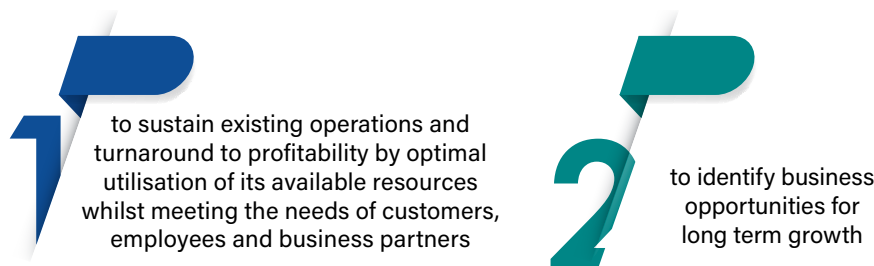 1
to sustain existing operations and
turnaround to profitability by optimal
utilisation of its available resources
whilst meeting the needs of customers,
employees and business partners
2
to identify business
opportunities for
long term growth